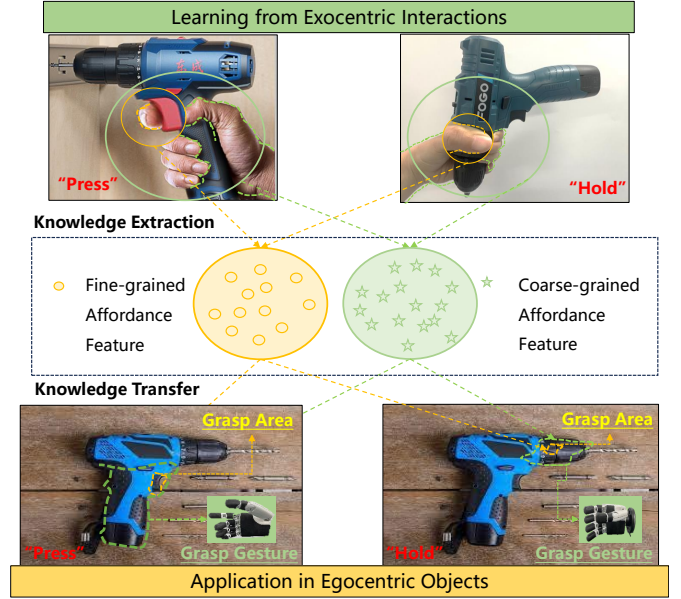 Learning from Exocentric Interactions
FOGO
“Press”
“Hold”
Knowledge Extraction
Fine-grained
Affordance
Feature
Coarse-grained
Affordance
Feature
Knowledge Transfer
Grasp Area
Grasp Area
“Press”
Grasp Gesture
“Hold”
Grasp Gesture
Application in Egocentric Objects